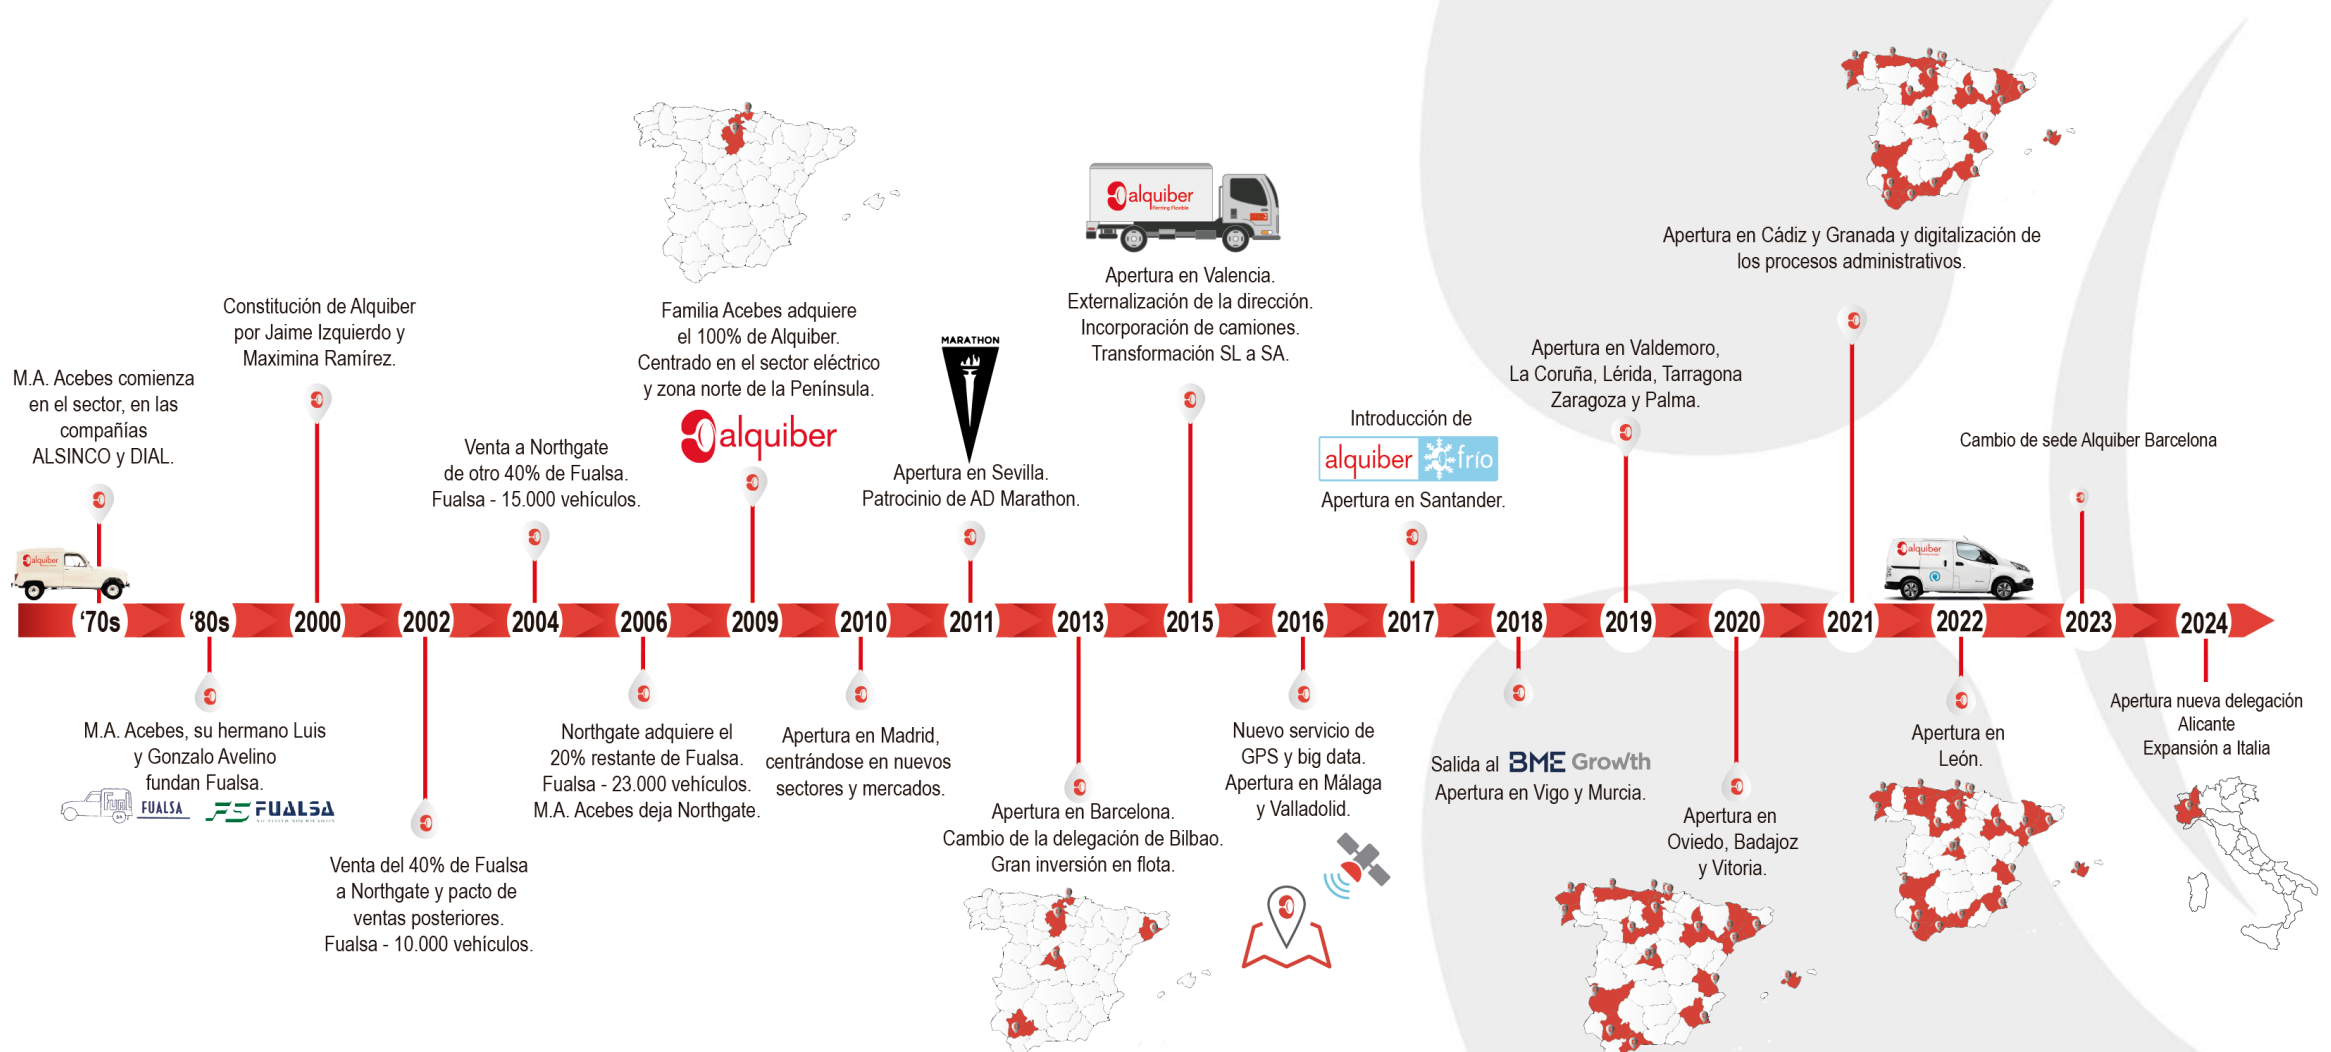 M.A. Acebes comienza
en el sector, en las
compañías
ALSINCO y DIAL.
alquiber
‘70s
‘80s
M.A. Acebes, su hermano Luis
y Gonzalo Avelino
fundan Fualsa.
FUALSA
FUALSA
Constitución de Alquiber
por Jaime Izquierdo y
Maximina Ramírez.
2000
2002
Venta del 40% de Fualsa
a Northgate y pacto de
ventas posteriores.
Fualsa - 10.000 vehículos.
Venta a Northgate
de otro 40% de Fualsa.
Fualsa - 15.000 vehículos.
2004
2006
Northgate adquiere el
20% restante de Fualsa.
Fualsa - 23.000 vehículos.
M.A. Acebes deja Northgate.
Familia Acebes adquiere
el 100% de Alquiber.
Centrado en el sector eléctrico
y zona norte de la Península.
alquiber
2009
2010
Apertura en Madrid,
centrándose en nuevos
sectores y mercados.
MARATHON
Apertura en Sevilla.
Patrocinio de AD Marathon.
2011
2013
Apertura en Barcelona.
Cambio de la delegación de Bilbao.
Gran inversión en flota.
alquiber
Renting Flexible
Apertura en Valencia.
Externalización de la dirección.
Incorporación de camiones.
Transformación SL a SA.
2015
2016
Nuevo servicio de
GPS y big data.
Apertura en Málaga
y Valladolid.
Introducción de
alquiber frío
Apertura en Santander.
2017
2018
Salida al BME Growth
Apertura en Vigo y Murcia.
Apertura en Valdemoro,
La Coruña, Lérida, Tarragona
Zaragoza y Palma.
2019
2020
Apertura en
Oviedo, Badajoz
y Vitoria.
Apertura en Cádiz y Granada y digitalización de
los procesos administrativos.
2021
alquiber
2022
Apertura en
León.
Cambio de sede Alquiber Barcelona
2023
2024
Apertura nueva delegación
Alicante
Expansión a Italia